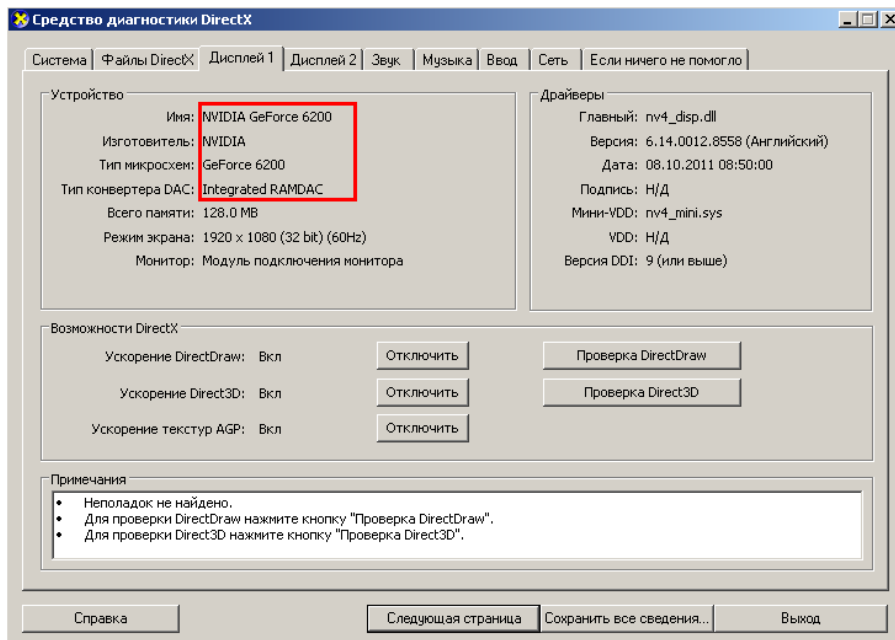 Средство диагностики DirectX
Система Файлы DirectX Дисплей 1 Дисплей 2 Звук Музыка Ввод Сеть Если ничего не помогло
Устройство
Имя: NVIDIA GeForce 6200
Изготовитель: NVIDIA
Тип микросхем: GeForce 6200
Тип конвертера DAC: Integrated RAMDAC
Всего памяти: 128.0 MB
Режим экрана: 1920 x 1080 (32 bit) (60Hz)
Монитор: Модуль подключения монитора
Драйверы
Главный: nv4_disp.dll
Версия: 6.14.0012.8558 (Английский)
Дата: 08.10.2011 08:50:00
Подпись: Н/Д
Мини-VDD: nv4_mini.sys
VDD: Н/Д
Версия DDI: 9 (или выше)
Возможности DirectX
Ускорение DirectDraw: Вкл Отключить Проверка DirectDraw
Ускорение Direct3D: Вкл Отключить Проверка Direct3D
Ускорение текстур AGP: Вкл Отключить
Примечания
• Неполадок не найдено.
• Для проверки DirectDraw нажмите кнопку "Проверка DirectDraw".
• Для проверки Direct3D нажмите кнопку "Проверка Direct3D".
Справка Следующая страница Сохранить все сведения... Выход